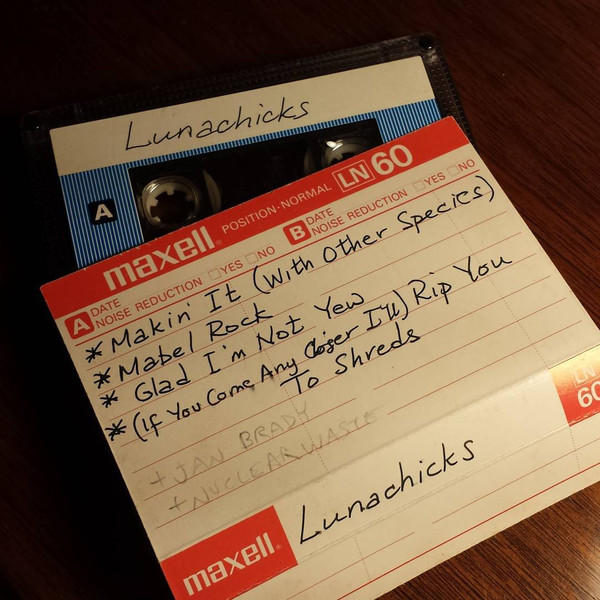 Lunachicks
A
maxell. POSITION·NORMAL LN 60
A DATE
NOISE REDUCTION □YES □NO
B DATE
NOISE REDUCTION □YES □NO
* Makin' It (With Other Species)
* Mabel Rock
* Glad I'm Not Yew
* (If You Come Any Closer I'll) Rip You
To Shreds
+ JAN BRADY
+ NUCLEAR WASTE
LN
60
Lunachicks
maxell.